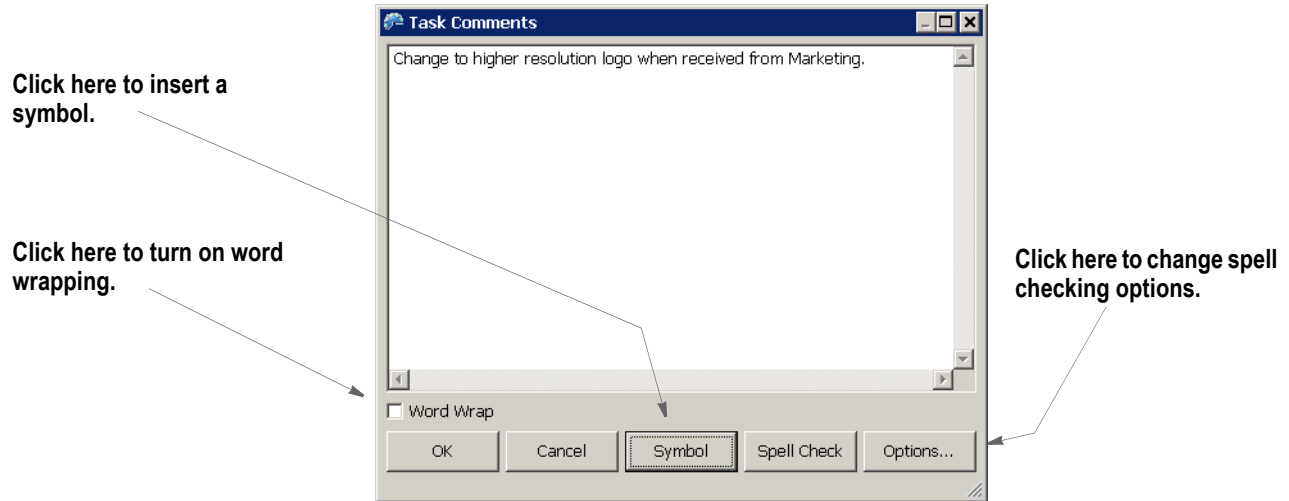 Task Comments
Change to higher resolution logo when received from Marketing.
Click here to insert a
symbol.
Click here to turn on word
wrapping.
Click here to change spell
checking options.
Word Wrap
OK
Cancel
Symbol
Spell Check
Options...